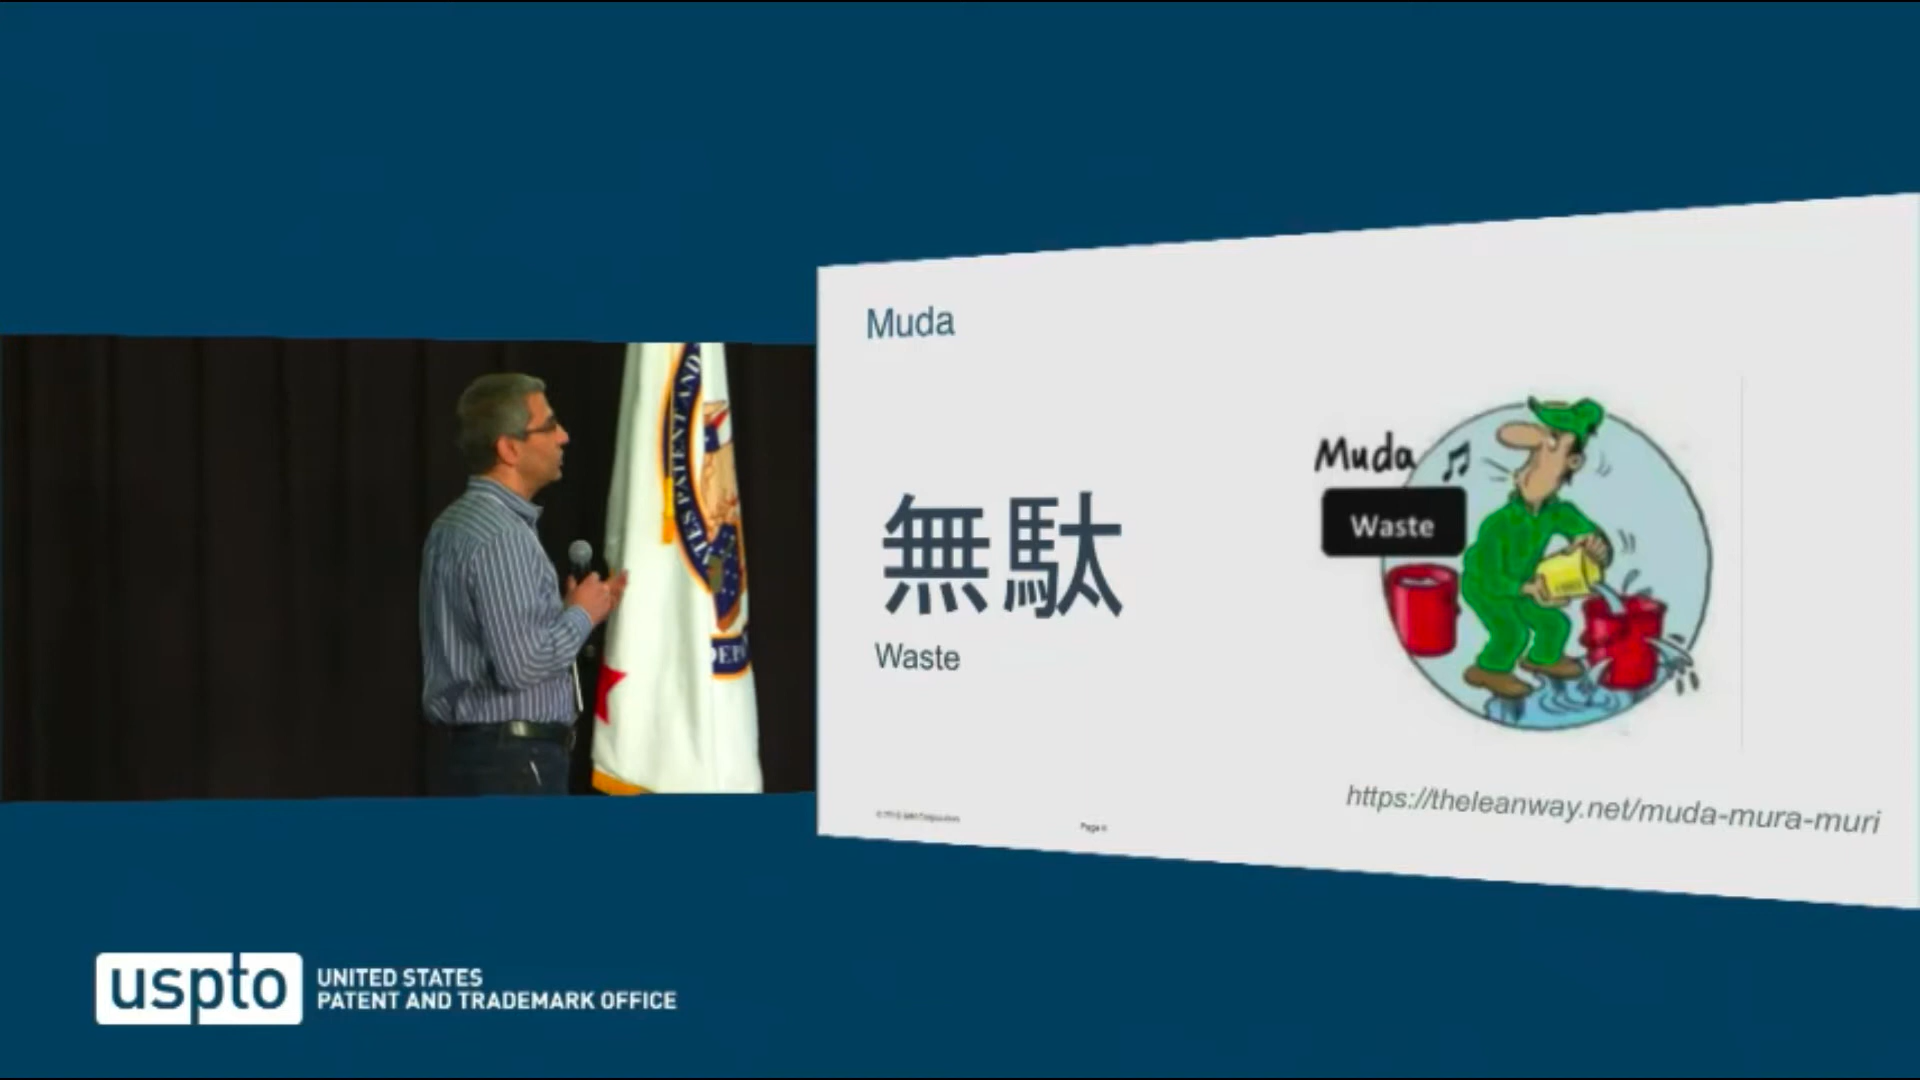 Muda
Muda
Waste
無駄
Waste
https://theleanway.net/muda-mura-muri
Page
uspto
UNITED STATES
PATENT AND TRADEMARK OFFICE